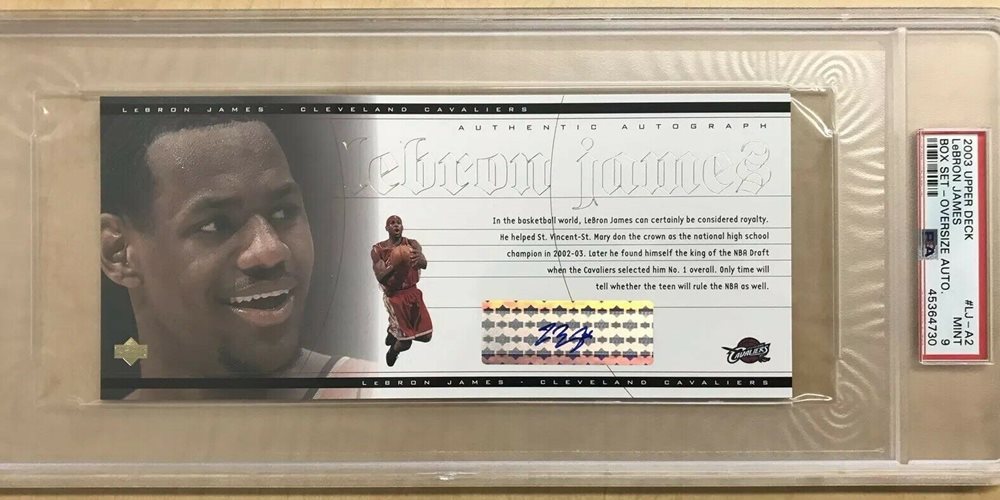 LEBRON JAMES - CLEVELAND CAVALIERS
AUTHENTIC AUTOGRAPH
lebron james
In the basketball world, LeBron James can certainly be considered royalty.
He helped St. Vincent-St. Mary don the crown as the national high school
champion in 2002-03. Later he found himself the king of the NBA Draft
when the Cavaliers selected him No. 1 overall. Only time will
tell whether the teen will rule the NBA as well.
CAVALIERS
LEBRON JAMES - CLEVELAND CAVALIERS
2003 UPPER DECK #LJ-A2
LeBRON JAMES MINT
BOX SET-OVERSIZE AUTO. 9
PSA 45364730